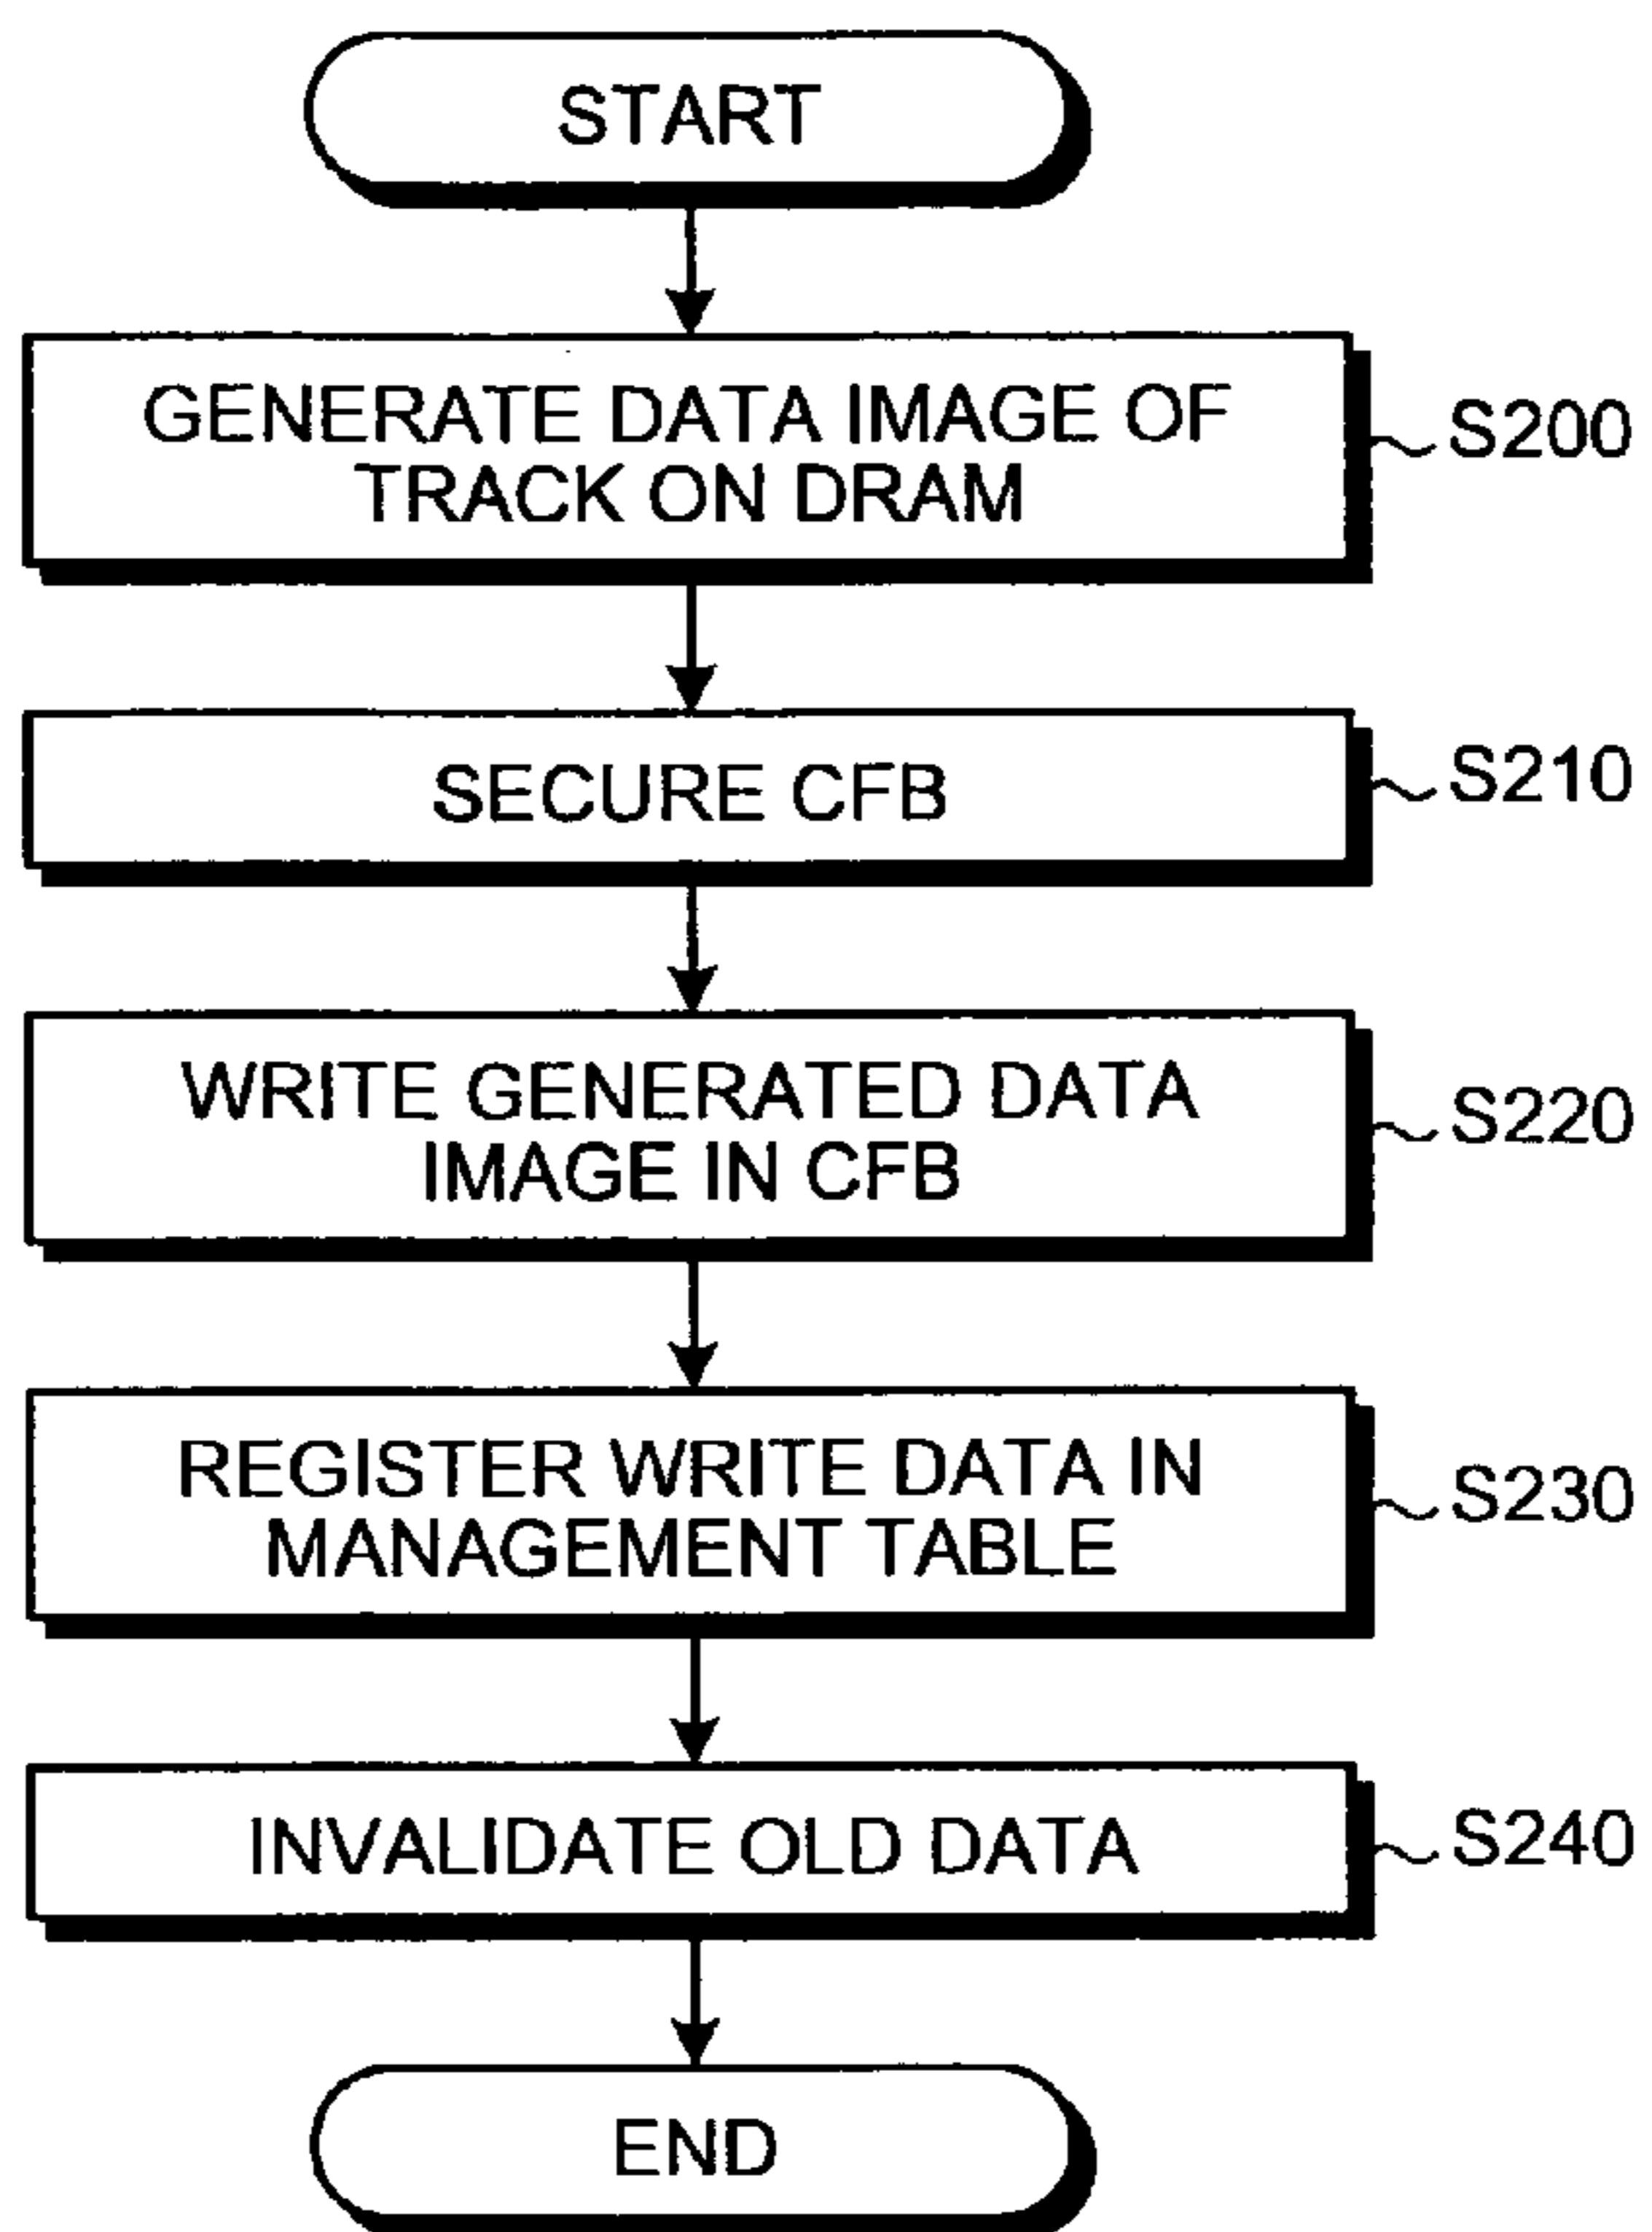 START
GENERATE DATA IMAGE OF
TRACK ON DRAM
S200
SECURE CFB
S210
WRITE GENERATED DATA
IMAGE IN CFB
S220
REGISTER WRITE DATA IN
MANAGEMENT TABLE
S230
INVALIDATE OLD DATA
S240
END